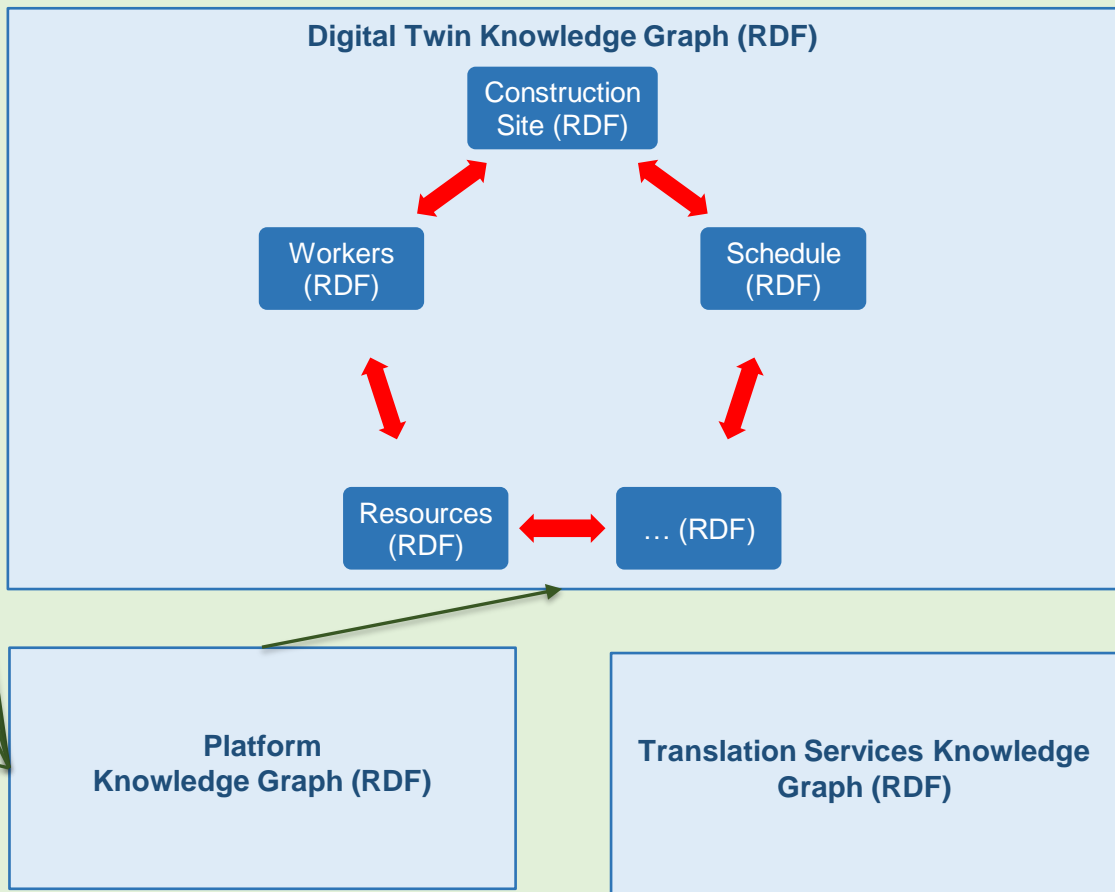 Digital Twin Knowledge Graph (RDF)
Construction
Site (RDF)
Workers
(RDF)
Schedule
(RDF)
Resources
(RDF)
… (RDF)
Platform
Knowledge Graph (RDF)
Translation Services Knowledge
Graph (RDF)